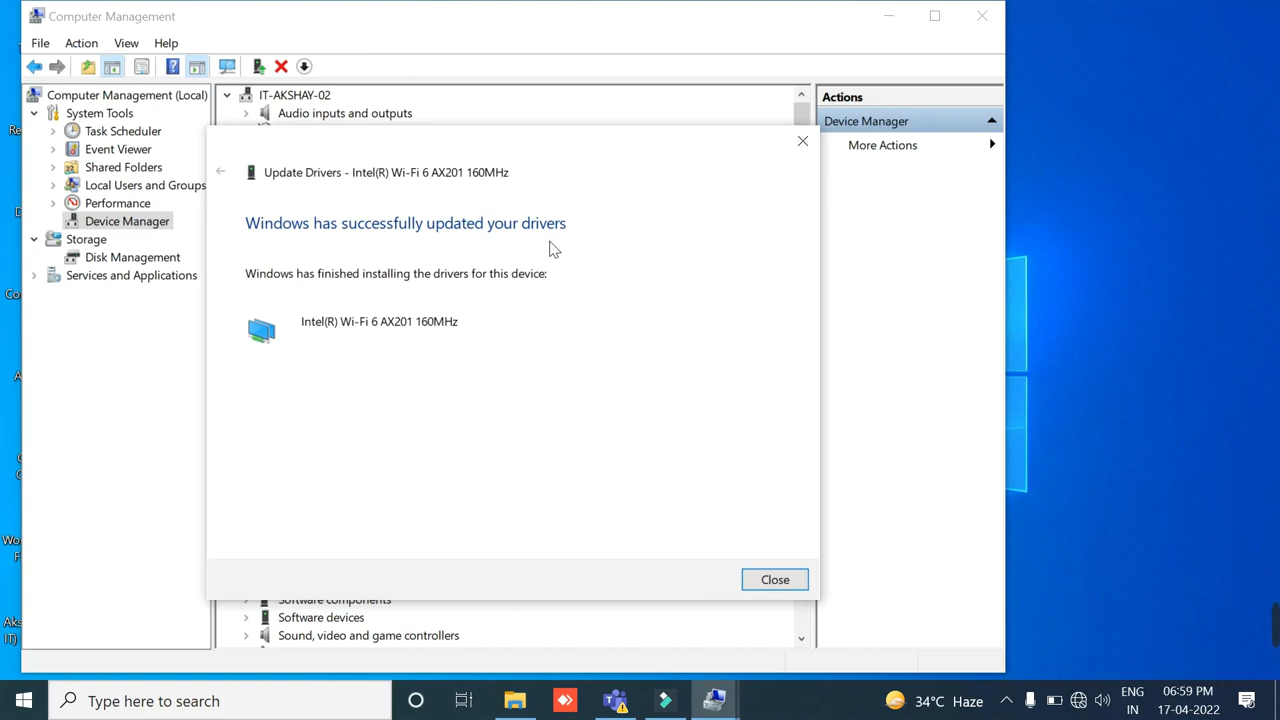 Computer Management
File Action View Help
Computer Management (Local)
System Tools
Task Scheduler
Event Viewer
Shared Folders
Local Users and Groups
Performance
Device Manager
Storage
Disk Management
Services and Applications
IT-AKSHAY-02
Audio inputs and outputs
Update Drivers - Intel(R) Wi-Fi 6 AX201 160MHz
Windows has successfully updated your drivers
Windows has finished installing the drivers for this device:
Intel(R) Wi-Fi 6 AX201 160MHz
Close
Software components
Software devices
Sound, video and game controllers
Actions
Device Manager
More Actions
Type here to search
34°C Haze
ENG
IN
06:59 PM
17-04-2022